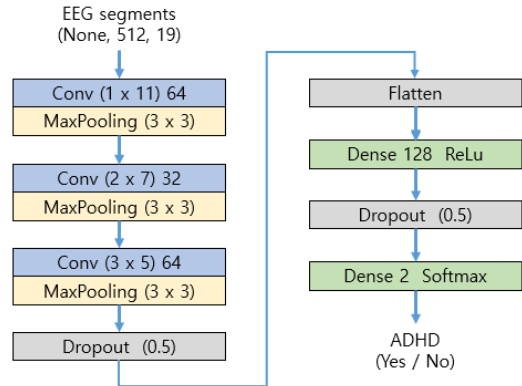 EEG segments
(None, 512, 19)
Conv (1 x 11) 64
MaxPooling (3 x 3)
Conv (2 x 7) 32
MaxPooling (3 x 3)
Conv (3 x 5) 64
MaxPooling (3 x 3)
Dropout (0.5)
Flatten
Dense 128 ReLu
Dropout (0.5)
Dense 2 Softmax
ADHD
(Yes / No)